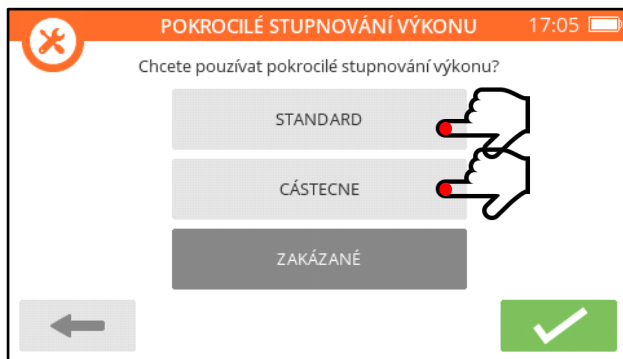 POKROCILÉ STUPNOVÁNÍ VÝKONU 17:05
Chcete pouzívat pokrocilé stupnování výkonu?
STANDARD
CÁSTECNE
ZAKÁZANÉ